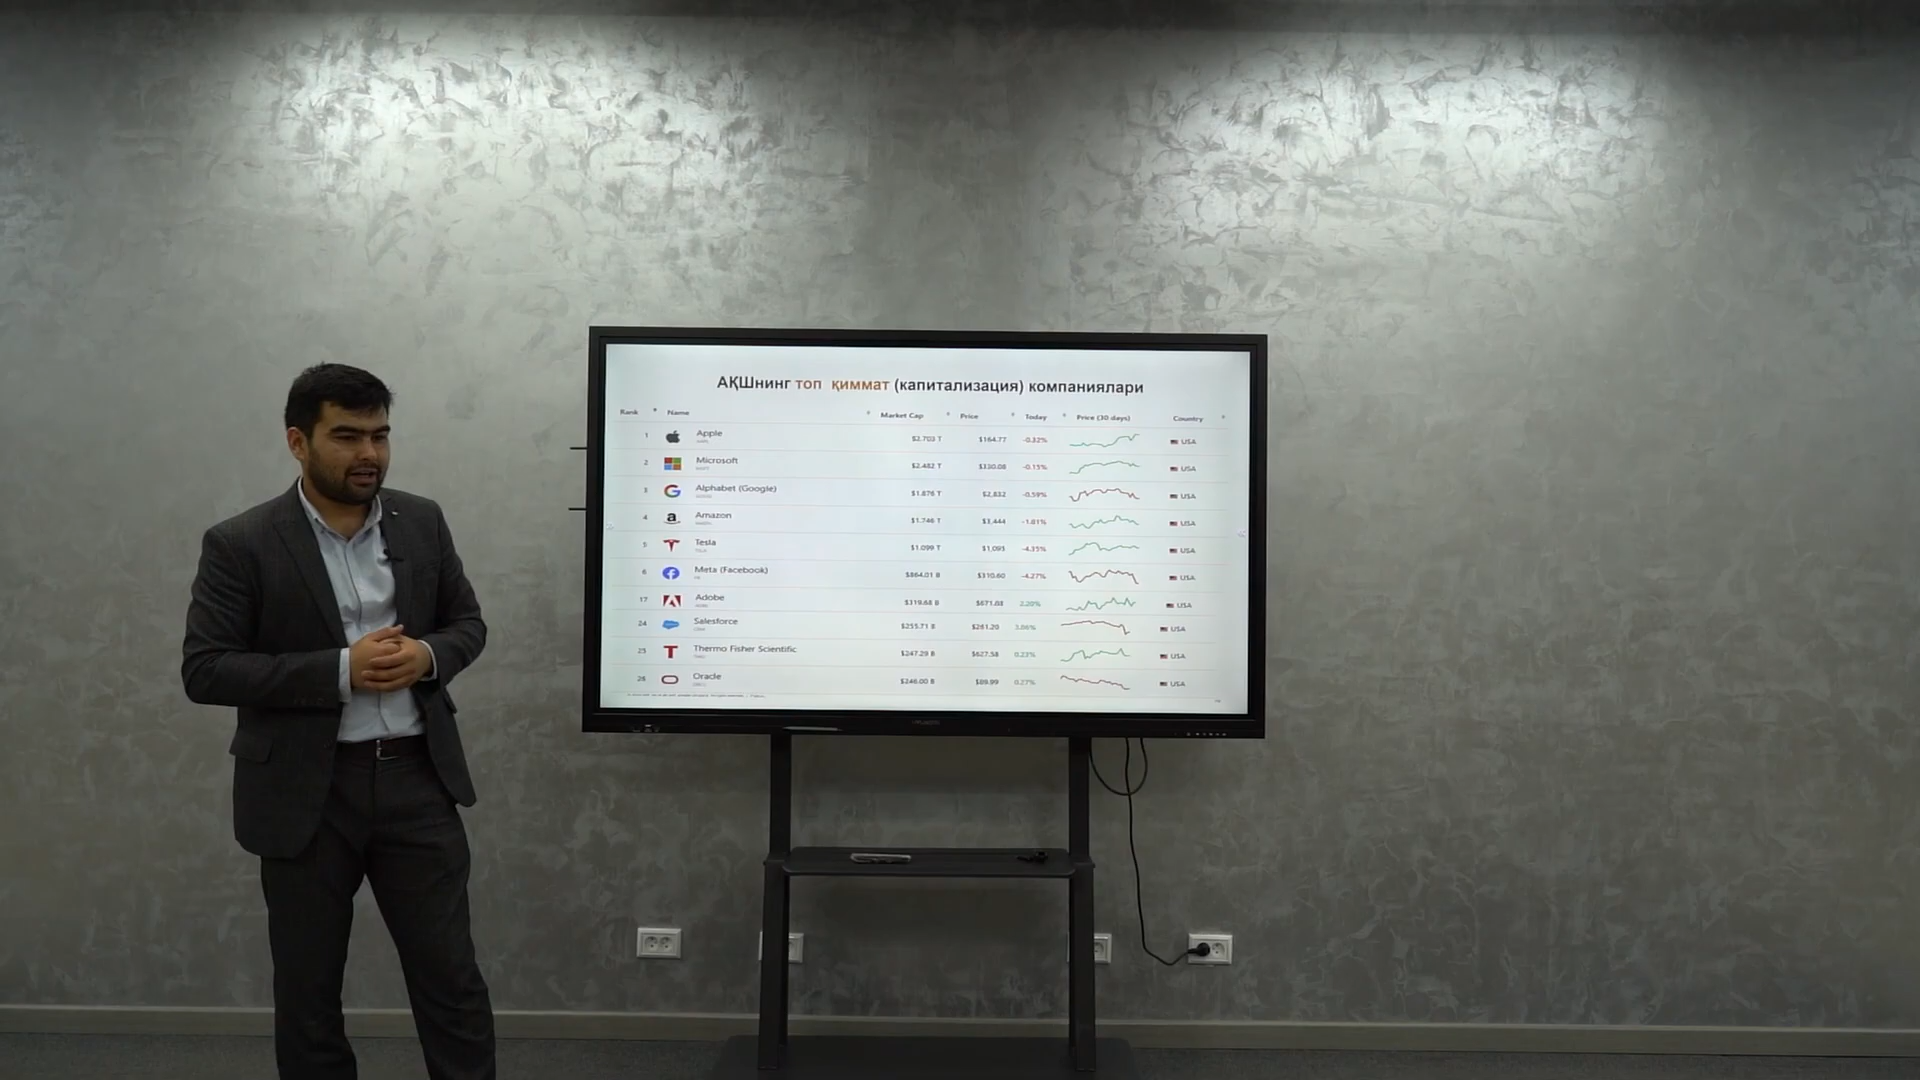 АҚШнинг топ қиммат (капитализация) компаниялари
Rank Name Market Cap Price Today Price (30 days) Country
1 Apple $2.703 T $164.77 -0.32% USA
2 Microsoft $2.482 T $330.08 -0.15% USA
3 Alphabet (Google) $1.876 T $2,832 -0.59% USA
4 a Amazon $1.746 T $3,444 -1.81% USA
5 Tesla $1.099 T $1,095 -4.35% USA
6 Meta (Facebook) $864.01 B $310.60 -4.27% USA
17 Adobe $319.68 B $671.08 2.20% USA
24 Salesforce $255.71 B $261.20 3.86% USA
25 Thermo Fisher Scientific $247.29 B $627.58 0.23% USA
26 Oracle $246.00 B $89.99 0.27% USA